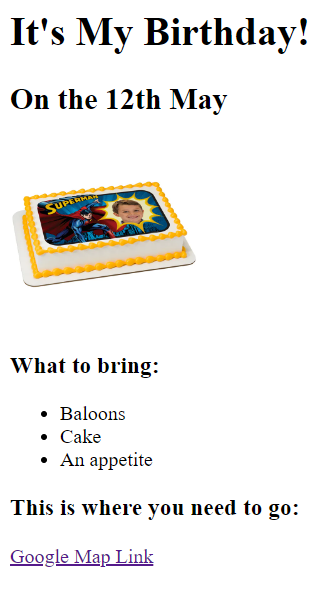 It's My Birthday!
On the 12th May
SUPERMAN
What to bring:
Baloons
Cake
An appetite
This is where you need to go:
Google Map Link